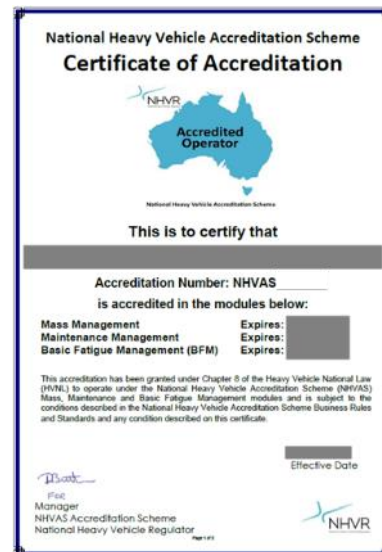 National Heavy Vehicle Accreditation Scheme
Certificate of Accreditation
NHVR
Accredited
Operator
National Heavy Vehicle Accreditation Scheme
This is to certify that
Accreditation Number: NHVAS______
is accredited in the modules below:
Mass Management Expires:
Maintenance Management Expires:
Basic Fatigue Management (BFM) Expires:
This accreditation has been granted under Chapter 8 of the Heavy Vehicle National Law
(HVNL) to operate under the National Heavy Vehicle Accreditation Scheme (NHVAS)
Mass, Maintenance and Basic Fatigue Management modules and is subject to the
conditions described in the National Heavy Vehicle Accreditation Scheme Business Rules
and Standards and any condition described on this certificate.
Effective Date
For
Manager
NHVAS Accreditation Scheme
National Heavy Vehicle Regulator
Page 1 of 2
NHVR